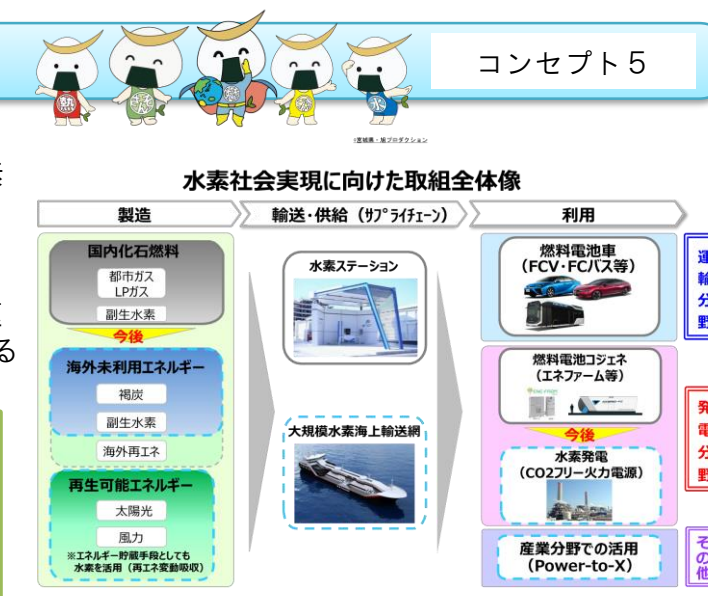 コンセプト5
熱
©宮城県・旭プロダクション
る
水素社会実現に向けた取組全体像
製造
輸送・供給（ｻﾌﾟﾗｲﾁｪｰﾝ）
利用
国内化石燃料
都市ガス
LPガス
副生水素
今後
海外未利用エネルギー
褐炭
副生水素
海外再エネ
再生可能エネルギー
太陽光
風力
※エネルギー貯蔵手段としても
水素を活用（再エネ変動吸収）
水素ステーション
大規模水素海上輸送網
燃料電池車
（FCV・FCバス等）
燃料電池コジェネ
（エネファーム等）
今後
水素発電
（CO2フリー火力電源）
産業分野での活用
（Power-to-X）
運
輸
分
野
発
電
分
野
そ
の
他